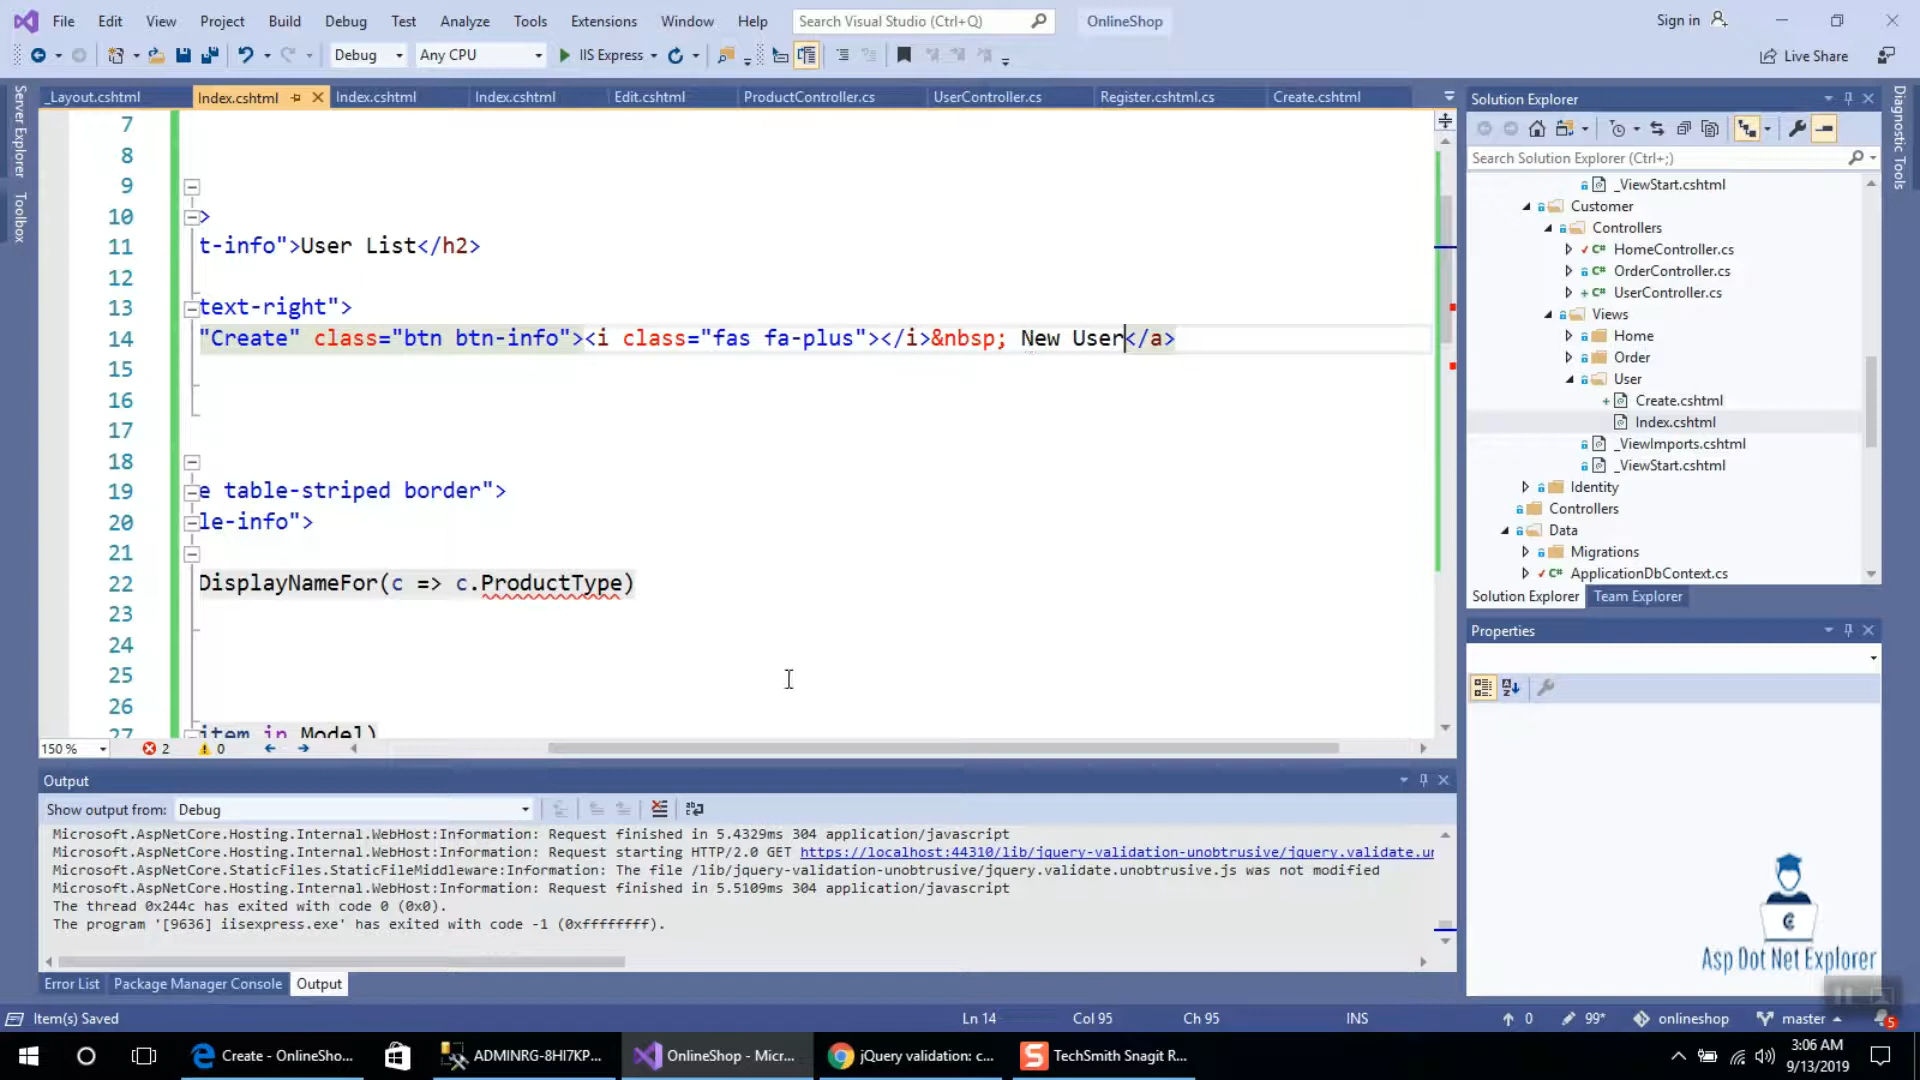 File Edit View Project Build Debug Test Analyze Tools Extensions Window Help Search Visual Studio (Ctrl+Q) OnlineShop Sign in
Debug Any CPU IIS Express Live Share
_Layout.cshtml Index.cshtml Index.cshtml Index.cshtml Edit.cshtml ProductController.cs UserController.cs Register.cshtml.cs Create.cshtml
Server Explorer
Toolbox
7
8
9
10 >
11 t-info">User List</h2>
12
13 text-right">
14 "Create" class="btn btn-info"><i class="fas fa-plus"></i>&nbsp; New User</a>
15
16
17
18
19 e table-striped border">
20 le-info">
21
22 DisplayNameFor(c => c.ProductType)
23
24
25
26
27 item in Model)
150 % 2 0
Solution Explorer
Search Solution Explorer (Ctrl+;)
_ViewStart.cshtml
Customer
Controllers
C# HomeController.cs
C# OrderController.cs
C# UserController.cs
Views
Home
Order
User
Create.cshtml
Index.cshtml
_ViewImports.cshtml
_ViewStart.cshtml
Identity
Controllers
Data
Migrations
C# ApplicationDbContext.cs
Solution Explorer Team Explorer
Properties
Diagnostic Tools
Output
Show output from: Debug
Microsoft.AspNetCore.Hosting.Internal.WebHost:Information: Request finished in 5.4329ms 304 application/javascript
Microsoft.AspNetCore.Hosting.Internal.WebHost:Information: Request starting HTTP/2.0 GET https://localhost:44310/lib/jquery-validation-unobtrusive/jquery.validate.ur
Microsoft.AspNetCore.StaticFiles.StaticFileMiddleware:Information: The file /lib/jquery-validation-unobtrusive/jquery.validate.unobtrusive.js was not modified
Microsoft.AspNetCore.Hosting.Internal.WebHost:Information: Request finished in 5.5109ms 304 application/javascript
The thread 0x244c has exited with code 0 (0x0).
The program '[9636] iisexpress.exe' has exited with code -1 (0xffffffff).
Asp Dot Net Explorer
Error List Package Manager Console Output
Item(s) Saved Ln 14 Col 95 Ch 95 INS 0 99* onlineshop master 5
Create - OnlineSho... ADMINRG-8HI7KP... OnlineShop - Micr... jQuery validation: c... TechSmith Snagit R... 3:06 AM
9/13/2019